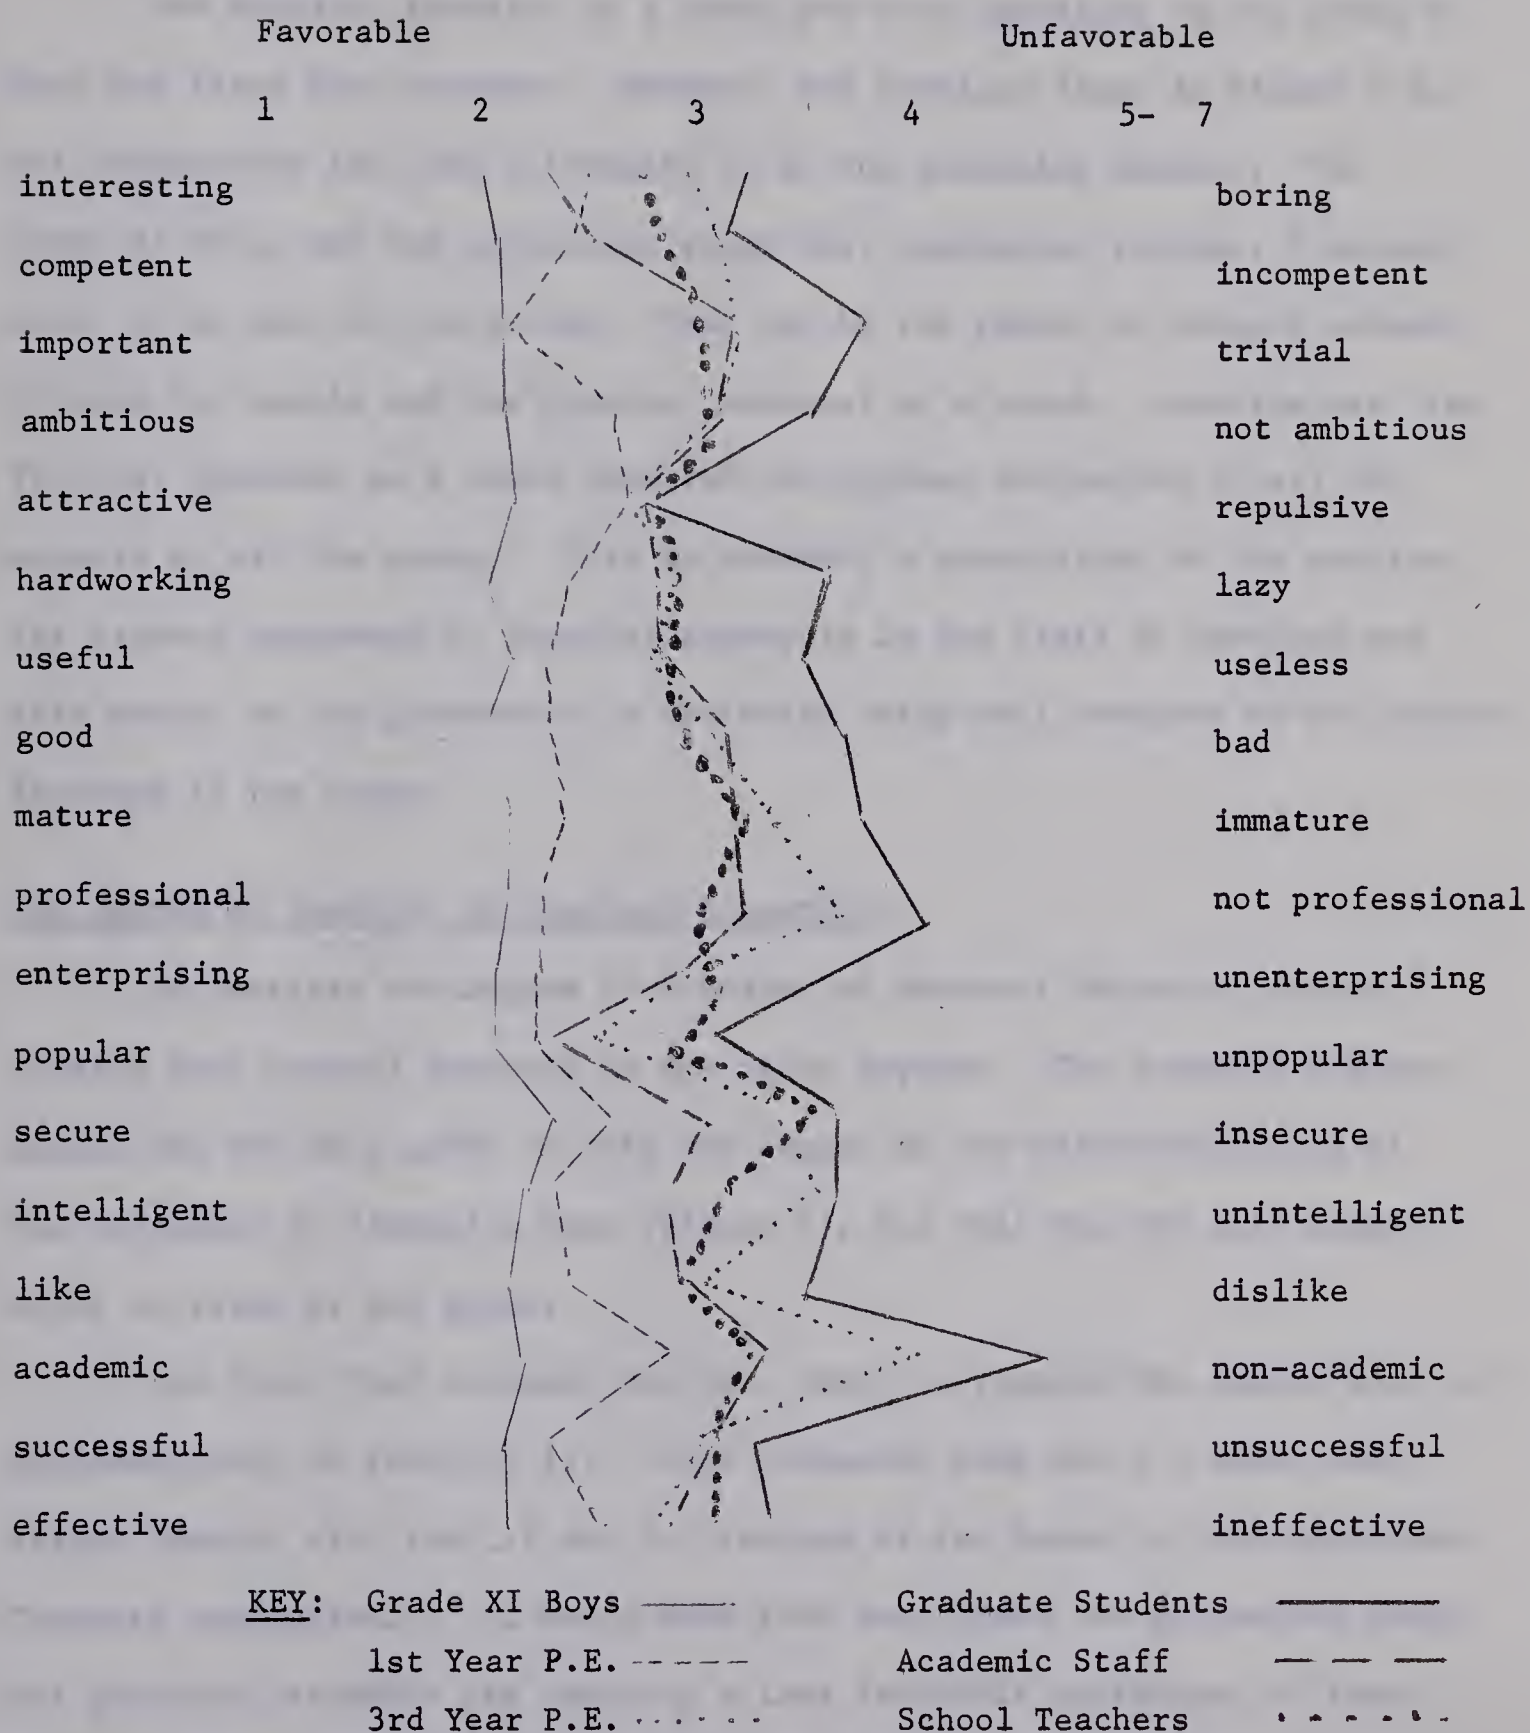 Favorable Unfavorable
1 2 3 4 5- 7
interesting boring
competent incompetent
important trivial
ambitious not ambitious
attractive repulsive
hardworking lazy
useful useless
good bad
mature immature
professional not professional
enterprising unenterprising
popular unpopular
secure insecure
intelligent unintelligent
like dislike
academic non-academic
successful unsuccessful
effective ineffective
KEY: Grade XI Boys Graduate Students
1st Year P.E. Academic Staff
3rd Year P.E. School Teachers